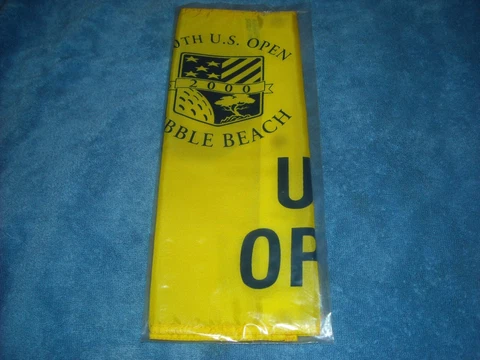 0TH U.S. OPEN
2000
BBLE BEACH
U
OP